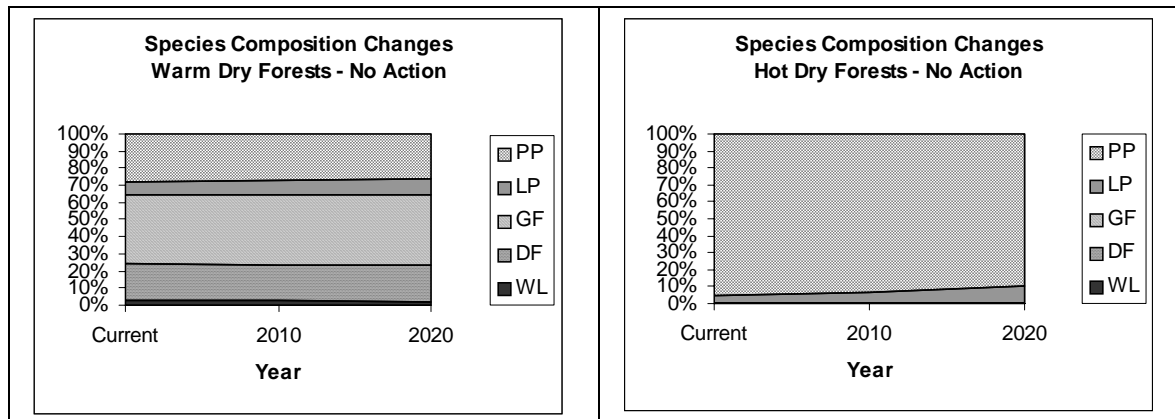 Species Composition Changes
Warm Dry Forests - No Action
100%
90%
80%
70%
60%
50%
40%
30%
20%
10%
0%
Current 2010 2020
Year
PP
LP
GF
DF
WL
Species Composition Changes
Hot Dry Forests - No Action
100%
90%
80%
70%
60%
50%
40%
30%
20%
10%
0%
Current 2010 2020
Year
PP
LP
GF
DF
WL